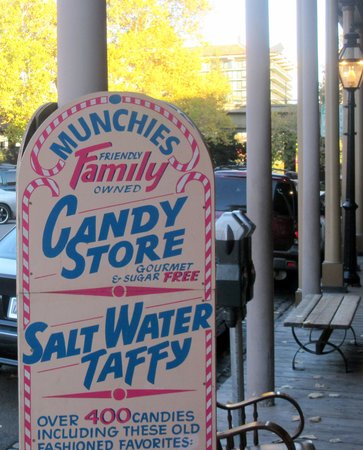 MUNCHIES
FRIENDLY
Family
OWNED
CANDY
STORE
GOURMET
& SUGAR FREE
SALT WATER
TAFFY
OVER 400 CANDIES
INCLUDING THESE OLD
FASHIONED FAVORITES: